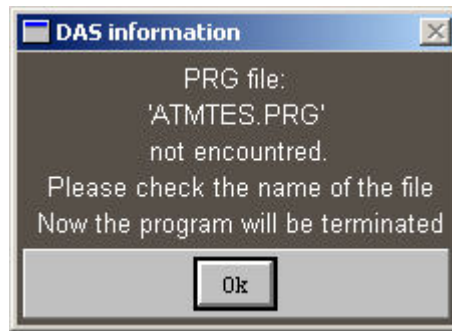 DAS information
PRG file:
'ATMTES.PRG'
not encountred.
Please check the name of the file
Now the program will be terminated
Ok